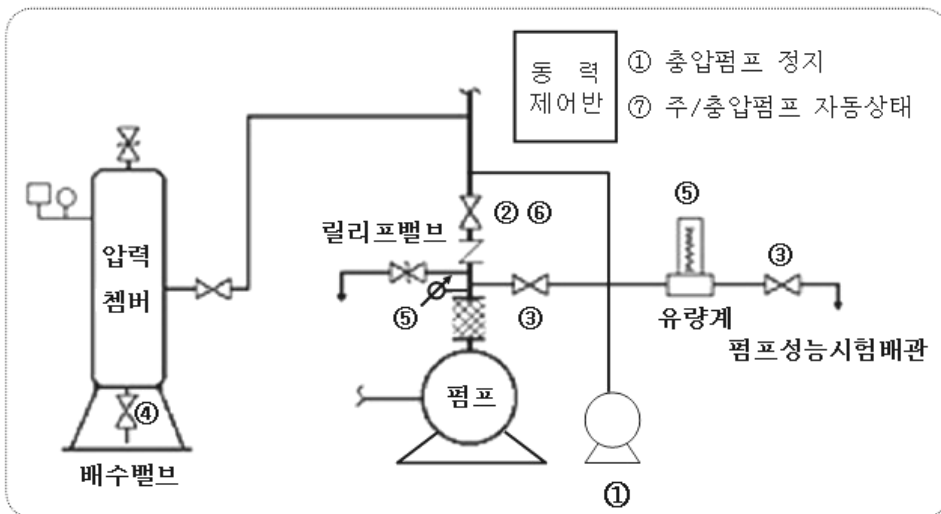 동 력
제어반
① 충압펌프 정지
⑦ 주/충압펌프 자동상태
② ⑥
⑤
릴리프밸브
③
압력
쳄버
⑤
③
유량계
펌프성능시험배관
펌프
④
배수밸브
①